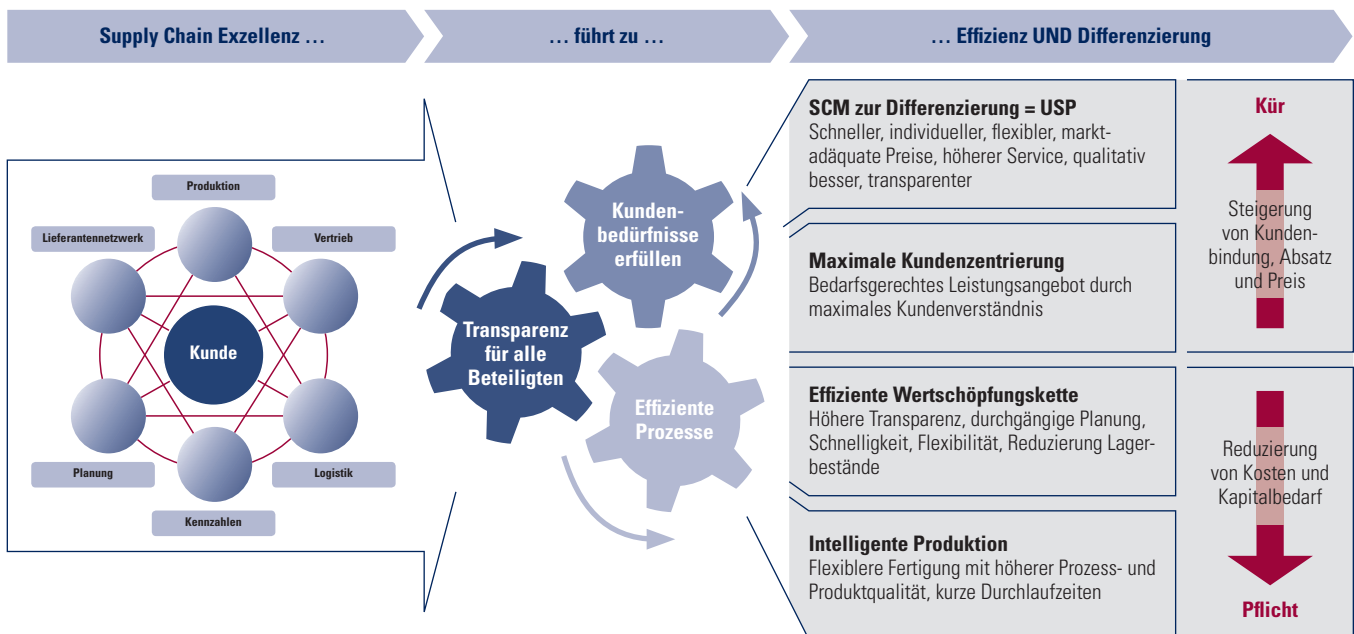 Supply Chain Exzellenz …
… führt zu …
… Effizienz UND Differenzierung
Produktion
Lieferantennetzwerk
Vertrieb
Kunde
Planung
Logistik
Kennzahlen
Kunden-
bedürfnisse
erfüllen
Transparenz
für alle
Beteiligten
Effiziente
Prozesse
SCM zur Differenzierung = USP
Schneller, individueller, flexibler, markt-
adäquate Preise, höherer Service, qualitativ
besser, transparenter
Maximale Kundenzentrierung
Bedarfsgerechtes Leistungsangebot durch
maximales Kundenverständnis
Effiziente Wertschöpfungskette
Höhere Transparenz, durchgängige Planung,
Schnelligkeit, Flexibilität, Reduzierung Lager-
bestände
Intelligente Produktion
Flexiblere Fertigung mit höherer Prozess- und
Produktqualität, kurze Durchlaufzeiten
Kür
Steigerung
von Kunden-
bindung, Absatz
und Preis
Reduzierung
von Kosten und
Kapitalbedarf
Pflicht